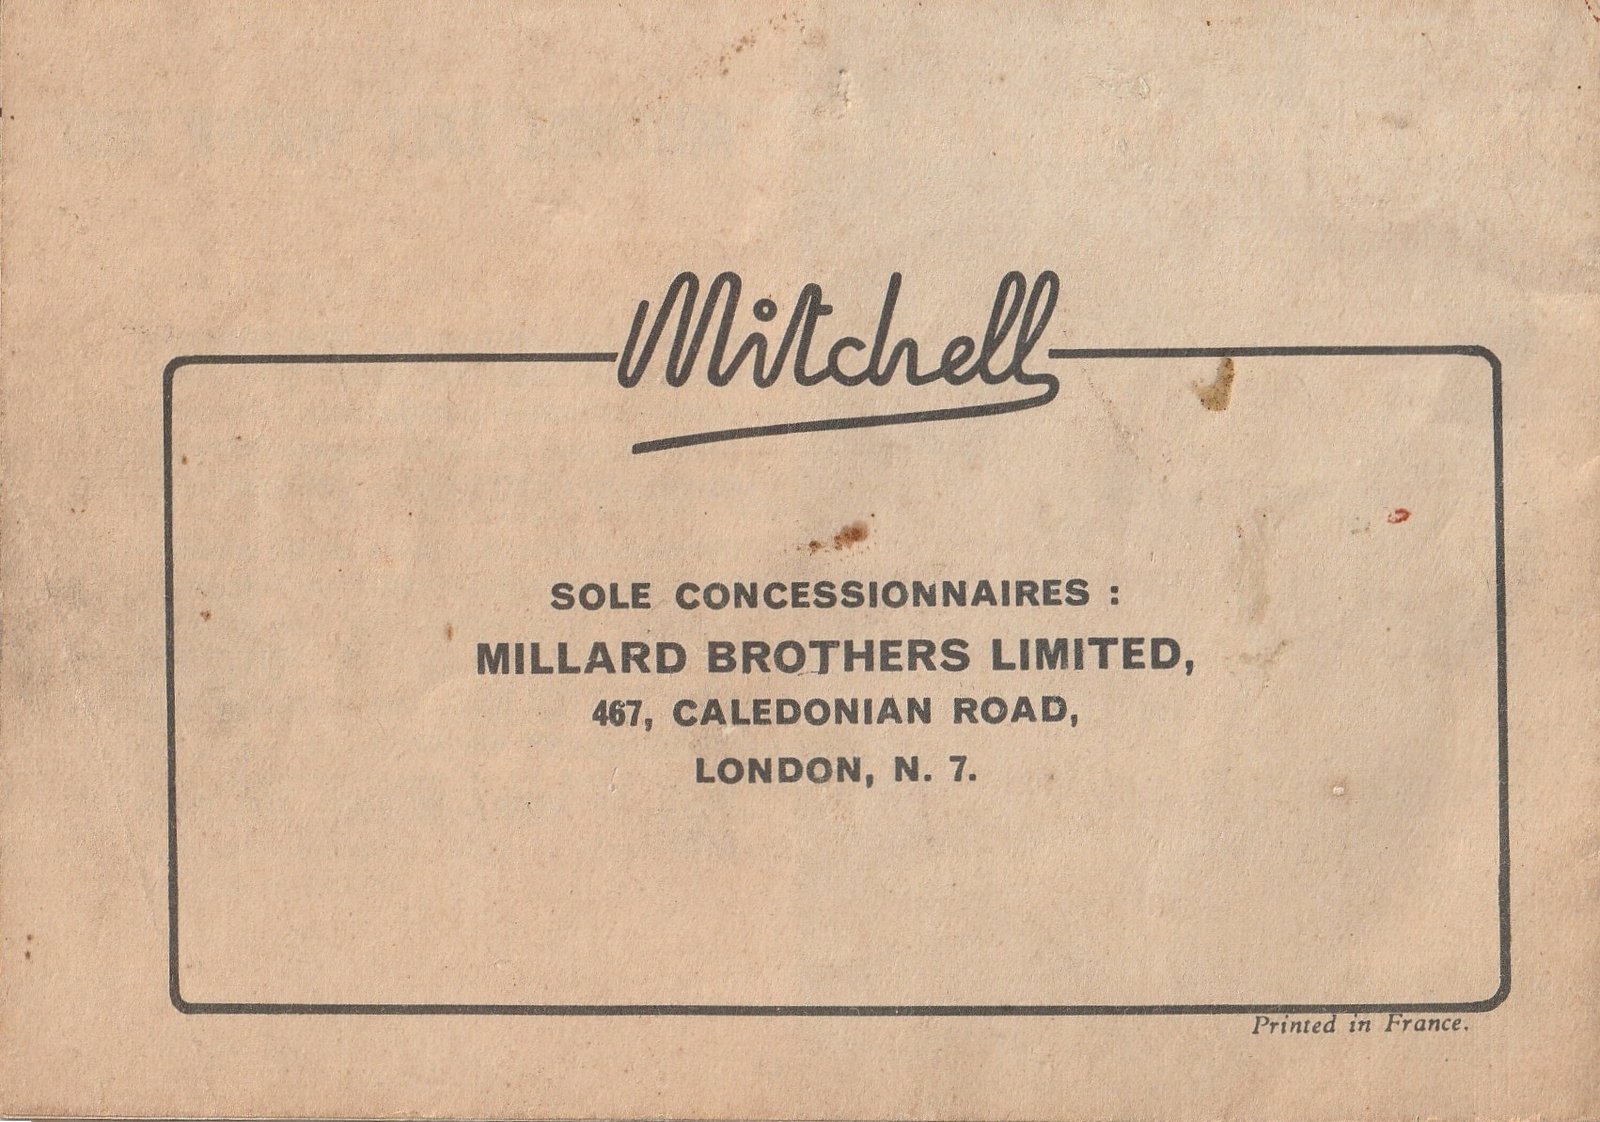 Mitchell
SOLE CONCESSIONNAIRES :
MILLARD BROTHERS LIMITED,
467, CALEDONIAN ROAD,
LONDON, N. 7.
Printed in France.